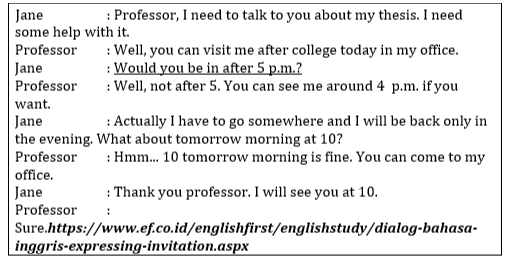 Jane : Professor, I need to talk to you about my thesis. I need
some help with it.
Professor : Well, you can visit me after college today in my office.
Jane : Would you be in after 5 p.m.?
Professor : Well, not after 5. You can see me around 4 p.m. if you
want.
Jane : Actually I have to go somewhere and I will be back only in
the evening. What about tomorrow morning at 10?
Professor : Hmm... 10 tomorrow morning is fine. You can come to my
office.
Jane : Thank you professor. I will see you at 10.
Professor :
Sure.https://www.ef.co.id/englishfirst/englishstudy/dialog-bahasa-
inggris-expressing-invitation.aspx